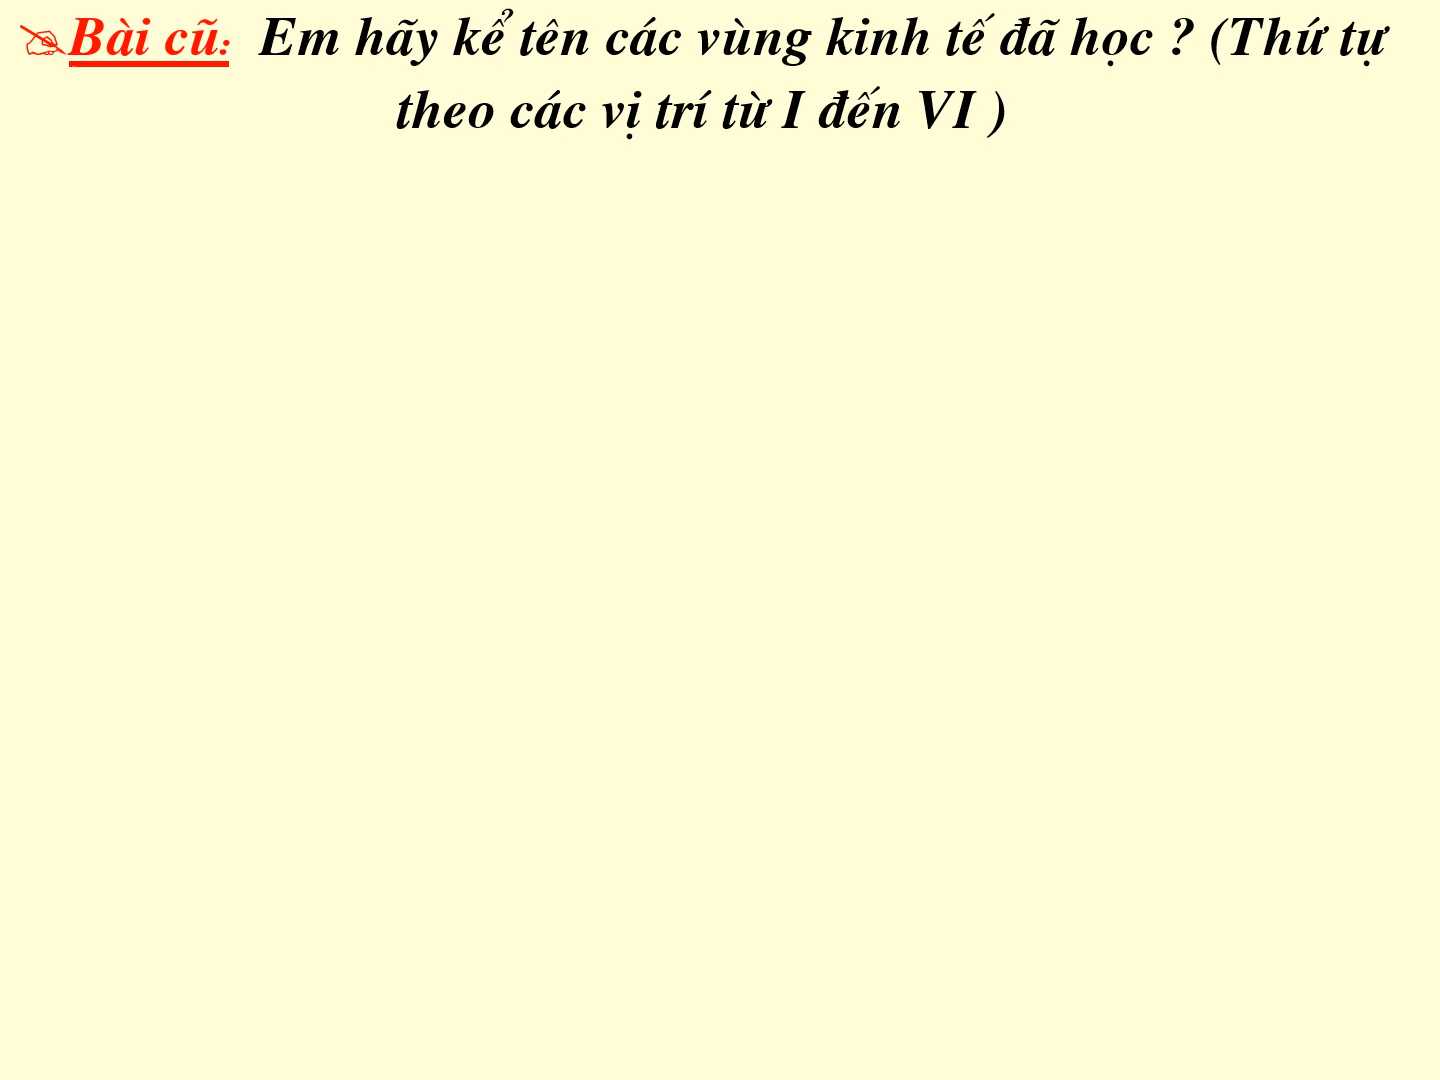 Bài cũ: Em hãy kể tên các vùng kinh tế đã học ? (Thứ tự
theo các vị trí từ I đến VI )